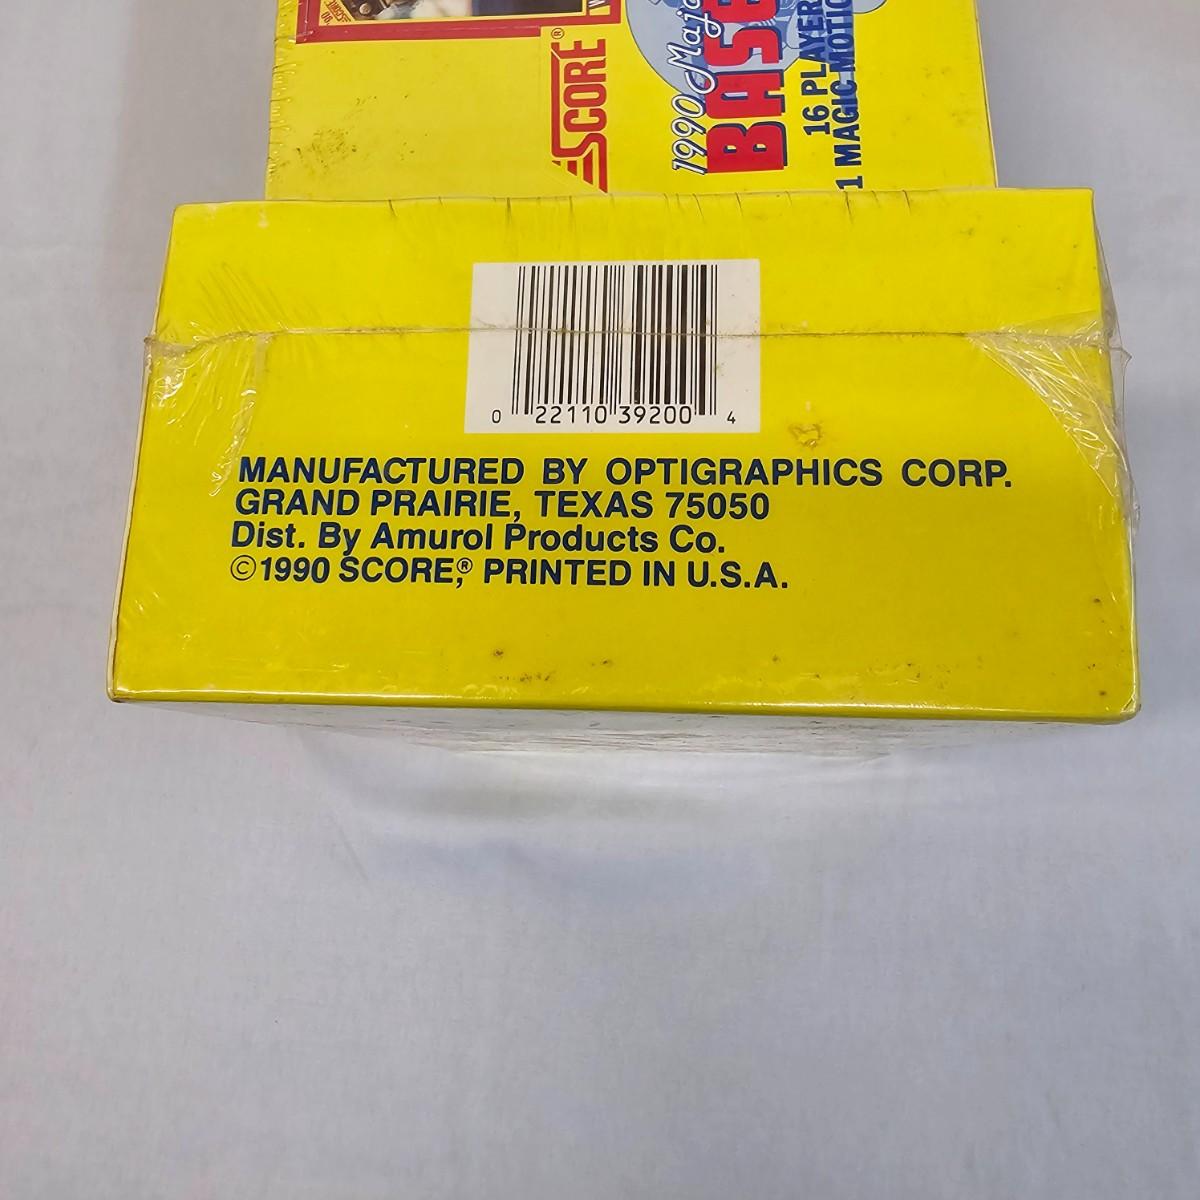 SCORE®
1990 Major
BASE
16 PLAYER
1 MAGIC MOTIO
0 22110 39200 4
MANUFACTURED BY OPTIGRAPHICS CORP.
GRAND PRAIRIE, TEXAS 75050
Dist. By Amurol Products Co.
©1990 SCORE,® PRINTED IN U.S.A.